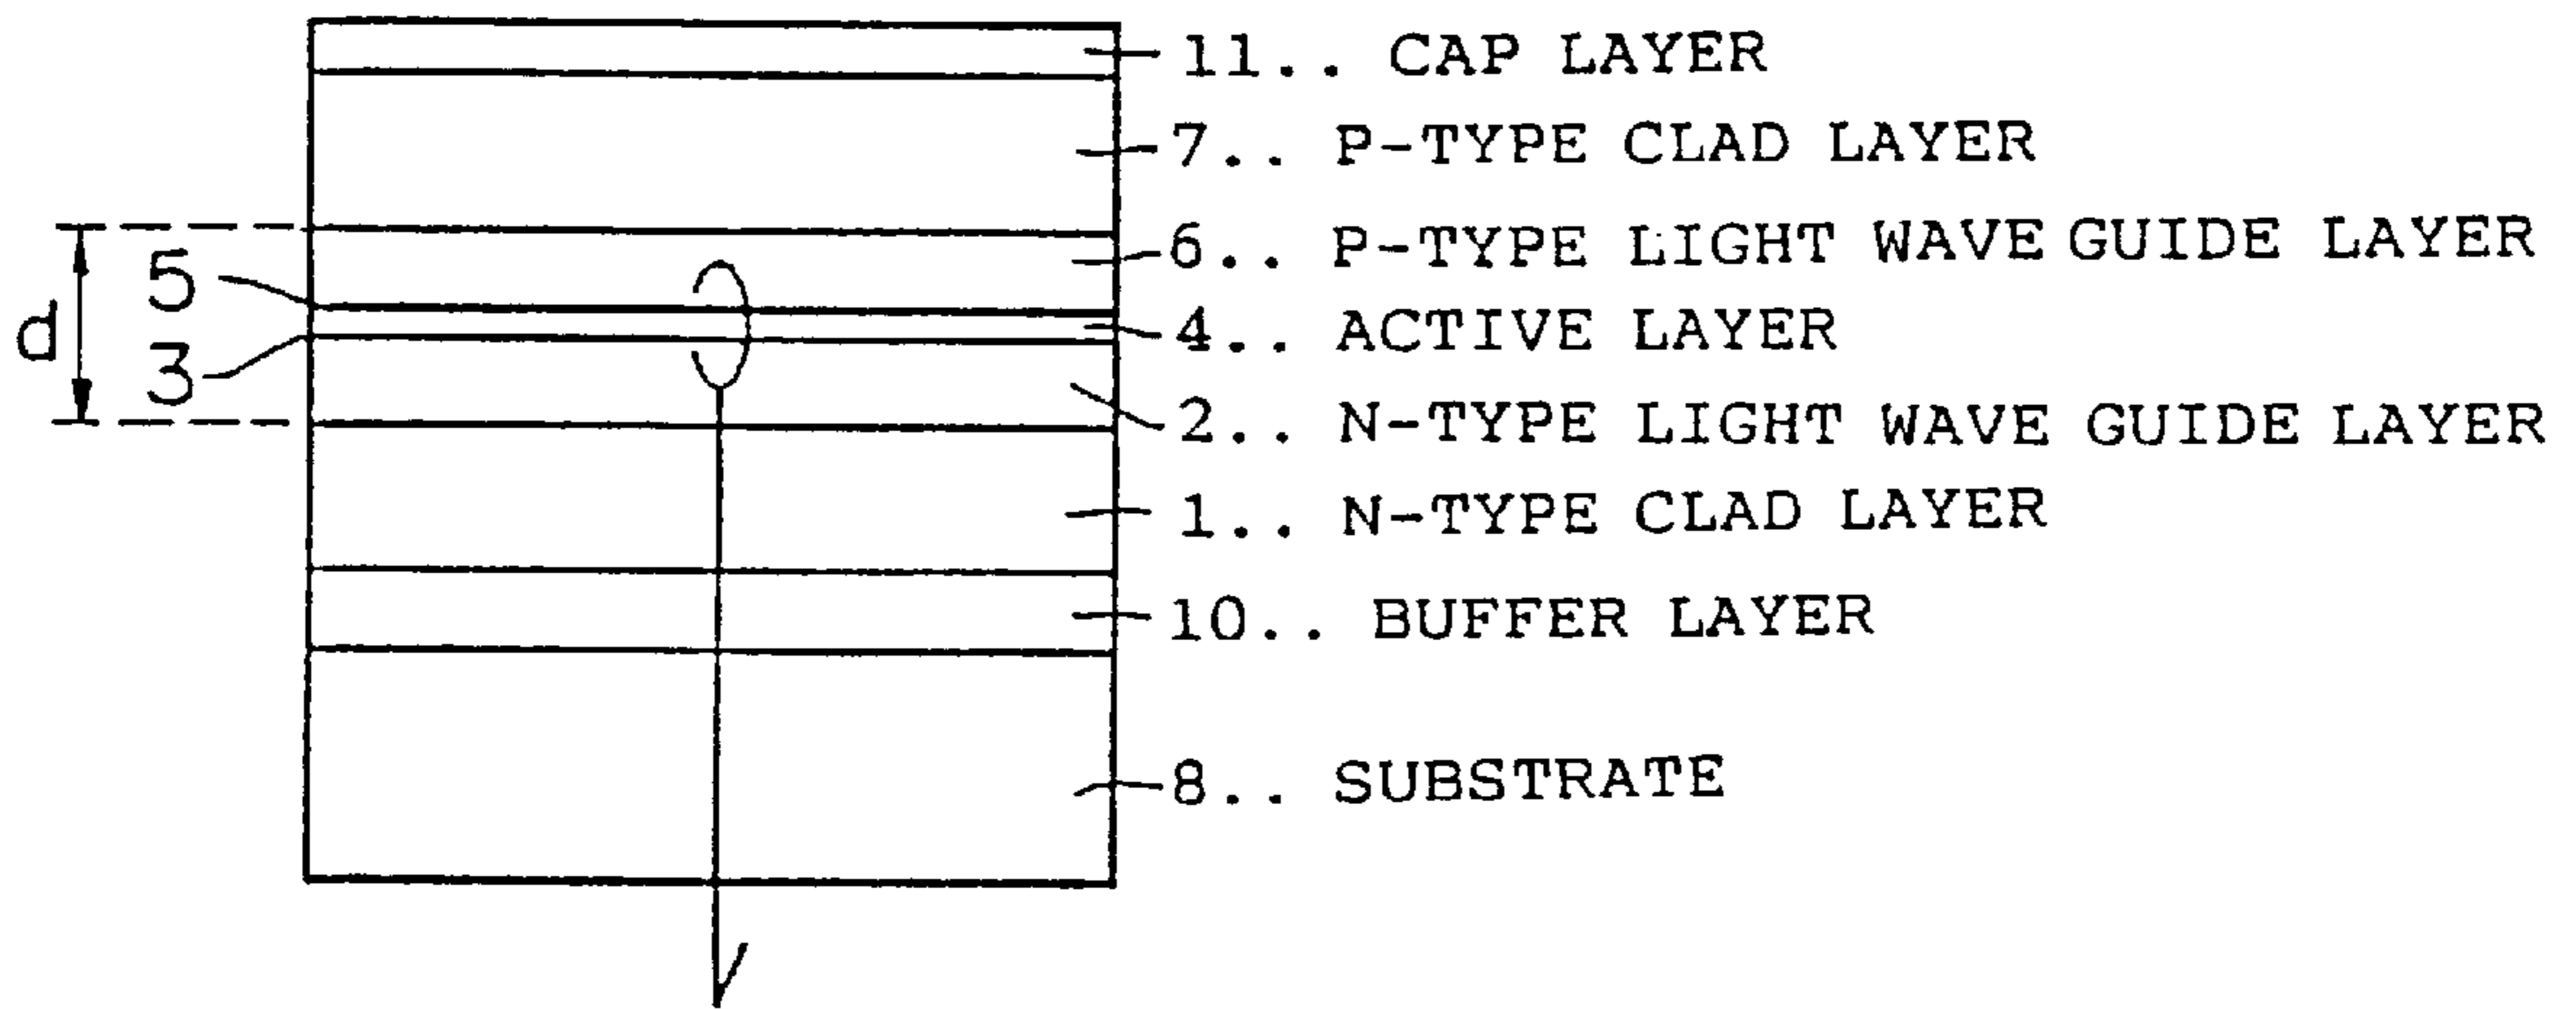 11.. CAP LAYER
7.. P-TYPE CLAD LAYER
6.. P-TYPE LIGHT WAVE GUIDE LAYER
5
4.. ACTIVE LAYER
d
3
2.. N-TYPE LIGHT WAVE GUIDE LAYER
1.. N-TYPE CLAD LAYER
10.. BUFFER LAYER
8.. SUBSTRATE